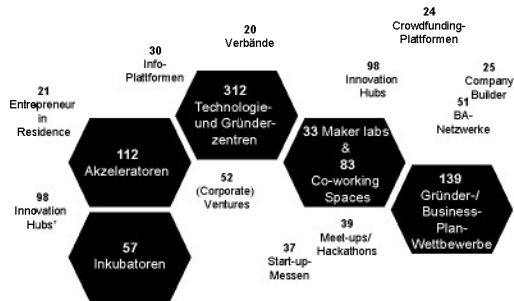 24
Crowdfunding-
Plattformen
20
Verbände
30
Info-
Plattformen
98
Innovation
Hubs
25
Company
Builder
21
Entrepreneur
in
Residence
312
Technologie-
und Gründer-
zentren
51
BA-
Netzwerke
112
Akzeleratoren
33 Maker labs
&
83
Co-working
Spaces
139
Gründer-/
Business-
Plan-
Wettbewerbe
52
(Corporate)
Ventures
98
Innovation
Hubs
57
Inkubatoren
39
Meet-ups/
Hackathons
37
Start-up-
Messen